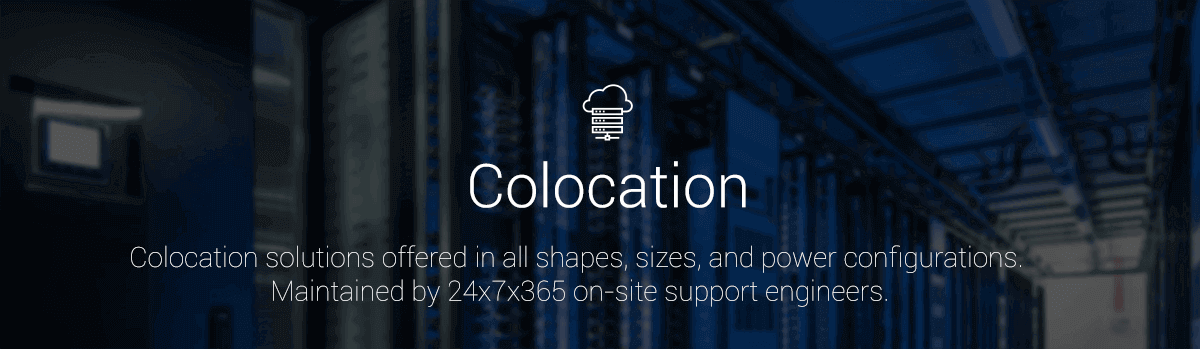 Colocation
Colocation solutions offered in all shapes, sizes, and power configurations.
Maintained by 24x7x365 on-site support engineers.